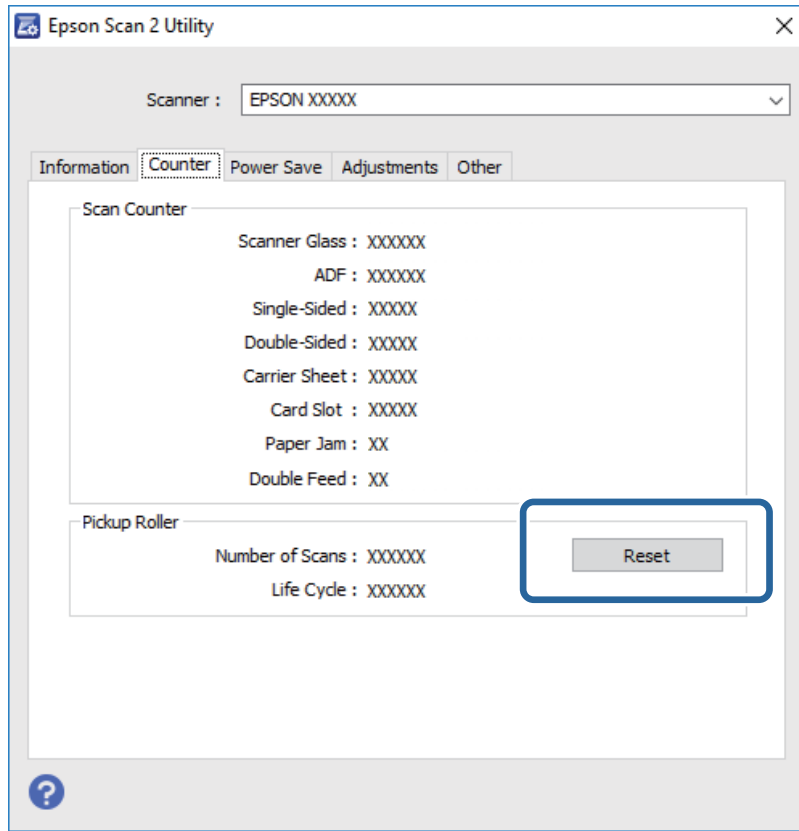 Epson Scan 2 Utility
Scanner : EPSON XXXXX
Information Counter Power Save Adjustments Other
Scan Counter
Scanner Glass : XXXXXX
ADF : XXXXXX
Single-Sided : XXXXX
Double-Sided : XXXXX
Carrier Sheet : XXXXX
Card Slot : XXXXX
Paper Jam : XX
Double Feed : XX
Pickup Roller
Number of Scans : XXXXXX Reset
Life Cycle : XXXXXX
?